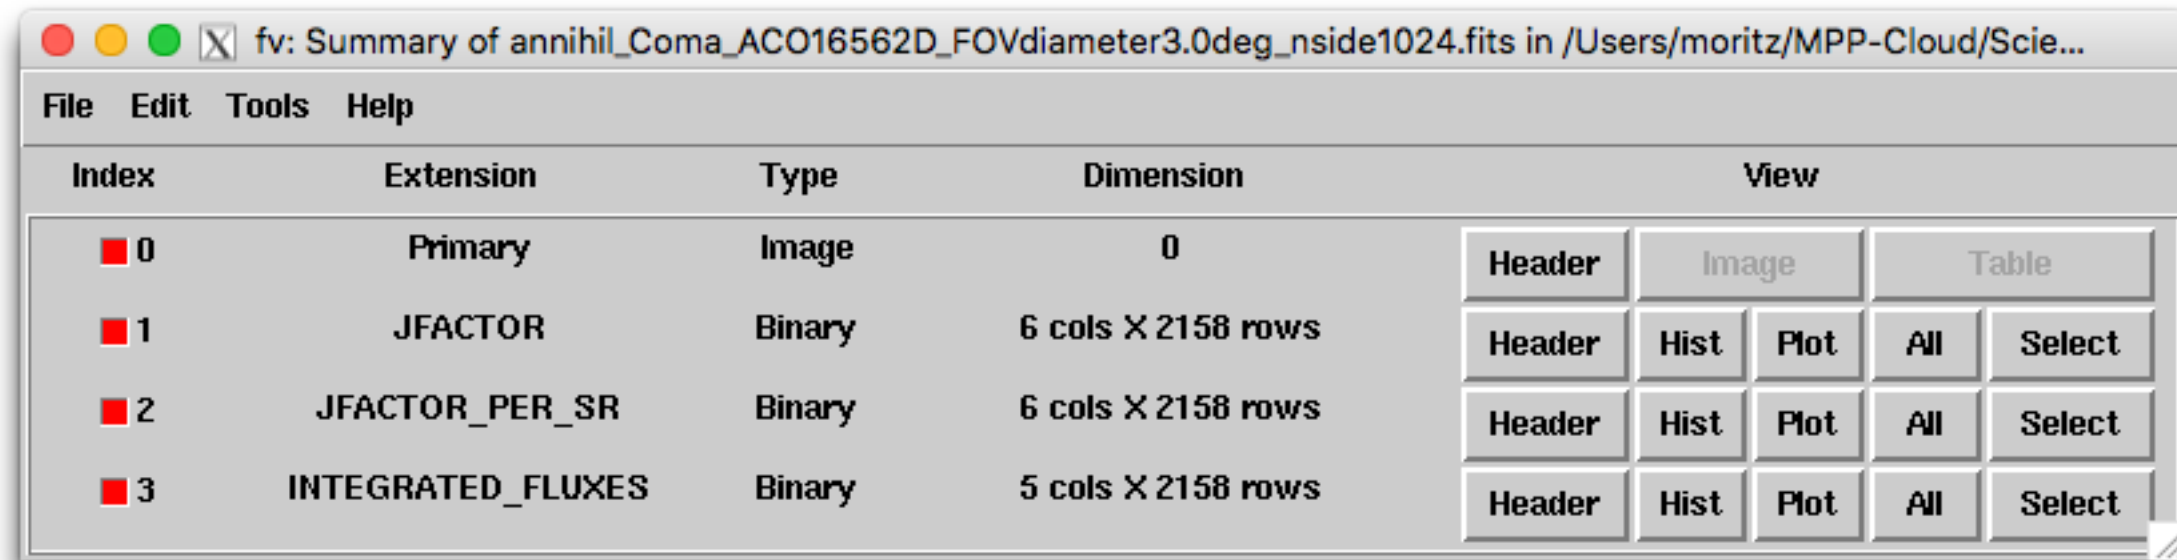 fv: Summary of annihil_Coma_ACO16562D_FOVdiameter3.0deg_nside1024.fits in /Users/moritz/MPP-Cloud/Scie...
File Edit Tools Help
Index Extension Type Dimension View
0 Primary Image 0 Header Image Table
1 JFACTOR Binary 6 cols X 2158 rows Header Hist Plot All Select
2 JFACTOR_PER_SR Binary 6 cols X 2158 rows Header Hist Plot All Select
3 INTEGRATED_FLUXES Binary 5 cols X 2158 rows Header Hist Plot All Select